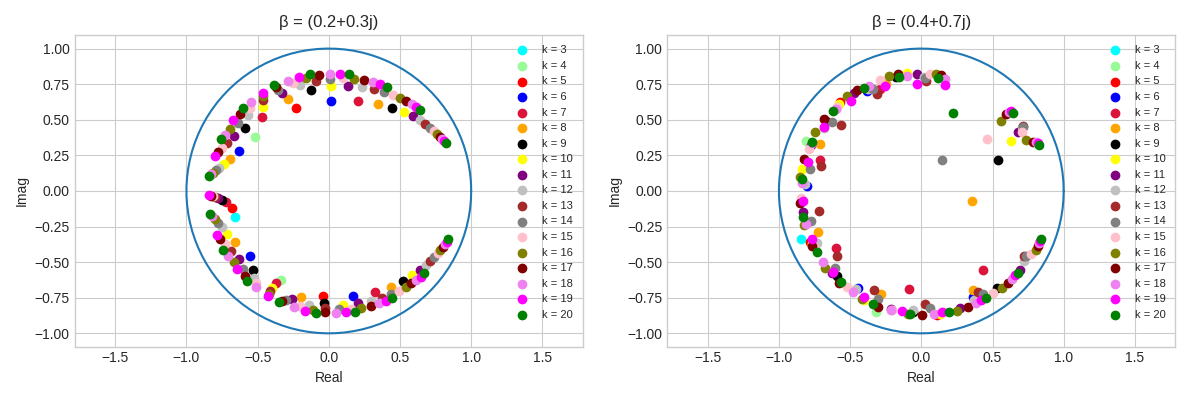 β = (0.2+0.3j)
1.00
0.75
0.50
0.25
0.00
−0.25
−0.50
−0.75
−1.00
Imag
−1.5
−1.0
−0.5
0.0
0.5
1.0
1.5
Real
k = 3
k = 4
k = 5
k = 6
k = 7
k = 8
k = 9
k = 10
k = 11
k = 12
k = 13
k = 14
k = 15
k = 16
k = 17
k = 18
k = 19
k = 20
β = (0.4+0.7j)
1.00
0.75
0.50
0.25
0.00
−0.25
−0.50
−0.75
−1.00
Imag
−1.5
−1.0
−0.5
0.0
0.5
1.0
1.5
Real
k = 3
k = 4
k = 5
k = 6
k = 7
k = 8
k = 9
k = 10
k = 11
k = 12
k = 13
k = 14
k = 15
k = 16
k = 17
k = 18
k = 19
k = 20